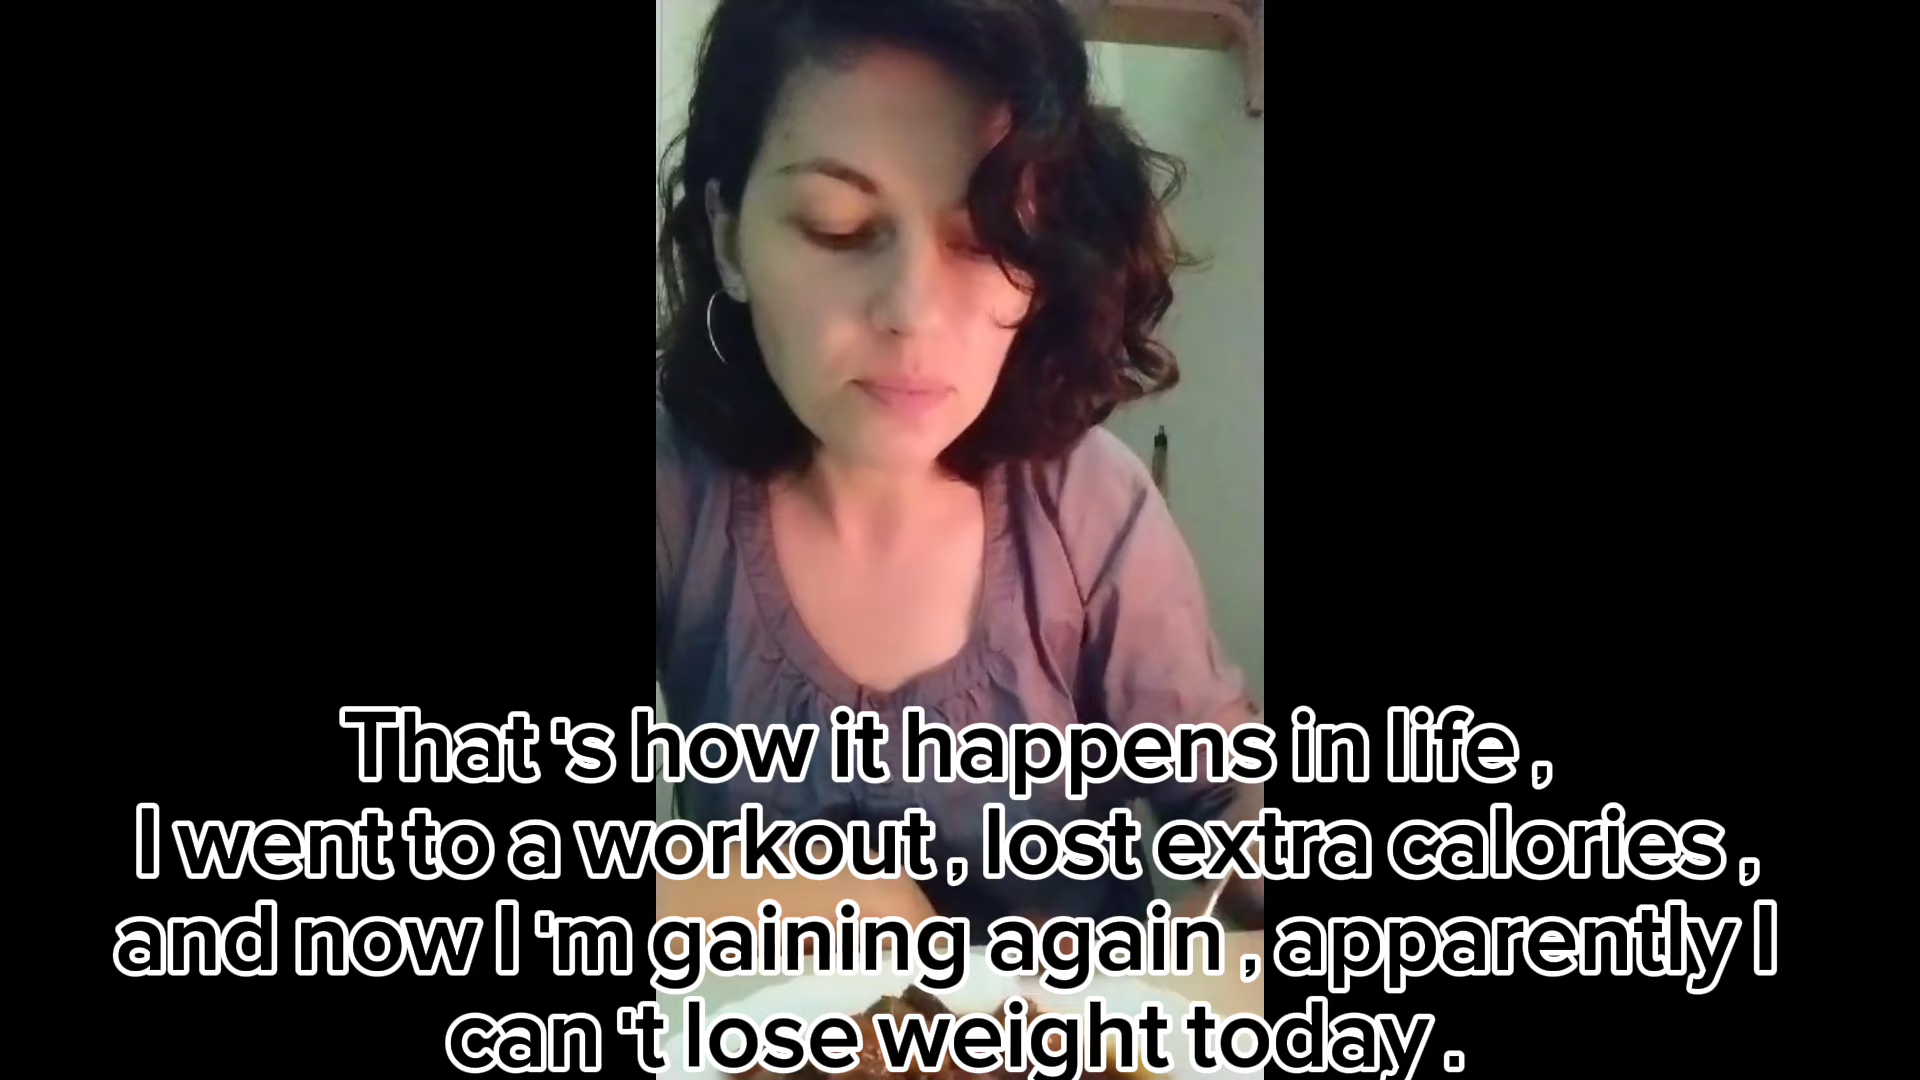 That's how it happens in life,
I went to a workout, lost extra calories,
and now I'm gaining again, apparently I
can't lose weight today.